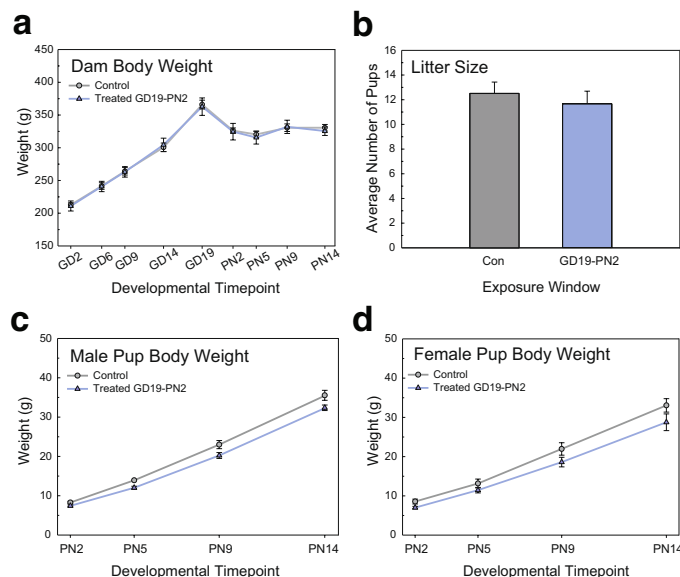 a
Dam Body Weight
Control
Treated GD19-PN2
Weight (g)
450
400
350
300
250
200
150
GD2
GD6
GD9
GD14
GD19
PN2
PN5
PN9
PN14
Developmental Timepoint
b
Litter Size
Average Number of Pups
16
14
12
10
8
6
4
2
0
Con
GD19-PN2
Exposure Window
c
Male Pup Body Weight
Control
Treated GD19-PN2
Weight (g)
50
40
30
20
10
0
PN2
PN5
PN9
PN14
Developmental Timepoint
d
Female Pup Body Weight
Control
Treated GD19-PN2
Weight (g)
50
40
30
20
10
0
PN2
PN5
PN9
PN14
Developmental Timepoint